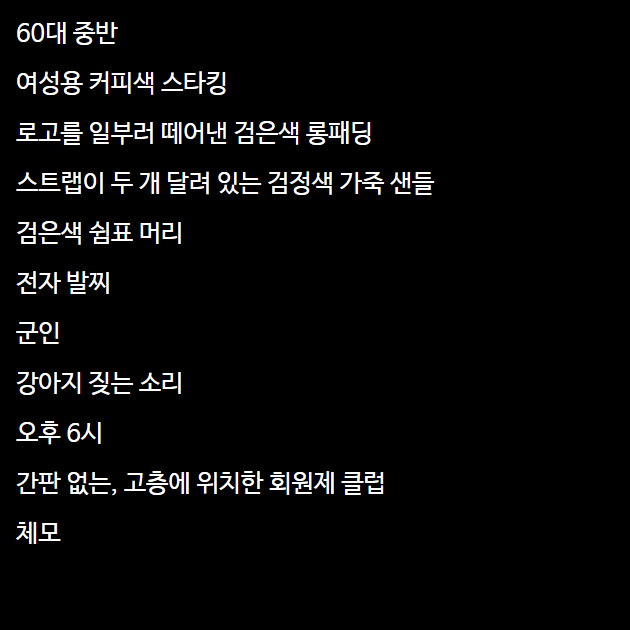 60대 중반
여성용 커피색 스타킹
로고를 일부러 떼어낸 검은색 롱패딩
스트랩이 두 개 달려 있는 검정색 가죽 샌들
검은색 쉼표 머리
전자 발찌
군인
강아지 짖는 소리
오후 6시
간판 없는, 고층에 위치한 회원제 클럽
체모